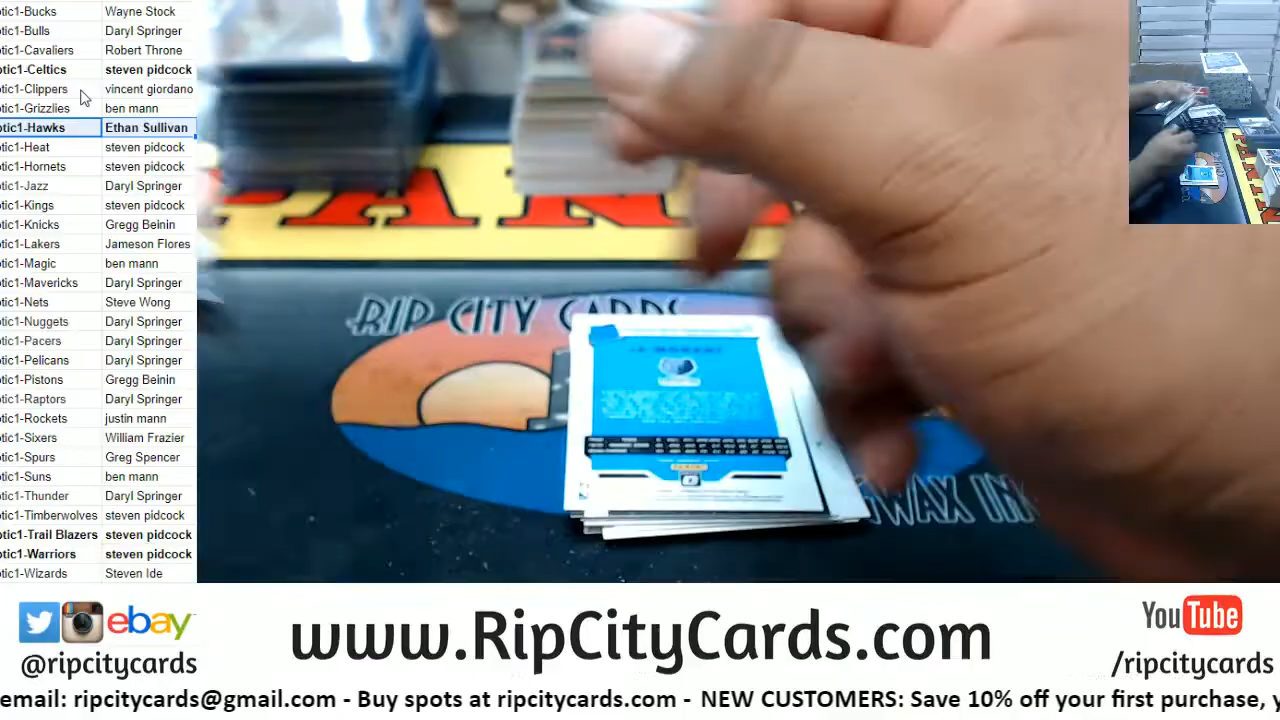 otic1-Bucks Wayne Stock
otic1-Bulls Daryl Springer
otic1-Cavaliers Robert Throne
otic1-Celtics steven pidcock
otic1-Clippers vincent giordano
otic1-Grizzlies ben mann
otic1-Hawks Ethan Sullivan
otic1-Heat steven pidcock
otic1-Hornets steven pidcock
otic1-Jazz Daryl Springer
otic1-Kings steven pidcock
otic1-Knicks Gregg Beinin
otic1-Lakers Jameson Flores
otic1-Magic ben mann
otic1-Mavericks Daryl Springer
otic1-Nets Steve Wong
otic1-Nuggets Daryl Springer
otic1-Pacers Daryl Springer
otic1-Pelicans Daryl Springer
otic1-Pistons Gregg Beinin
otic1-Raptors Daryl Springer
otic1-Rockets justin mann
otic1-Sixers William Frazier
otic1-Spurs Greg Spencer
otic1-Suns ben mann
otic1-Thunder Daryl Springer
otic1-Timberwolves steven pidcock
otic1-Trail Blazers steven pidcock
otic1-Warriors steven pidcock
otic1-Wizards Steven Ide
RIP CITY CARDS
WAX IN
ebay
@ripcitycards
www.RipCityCards.com
YouTube
/ripcitycards
email: ripcitycards@gmail.com - Buy spots at ripcitycards.com - NEW CUSTOMERS: Save 10% off your first purchase, y